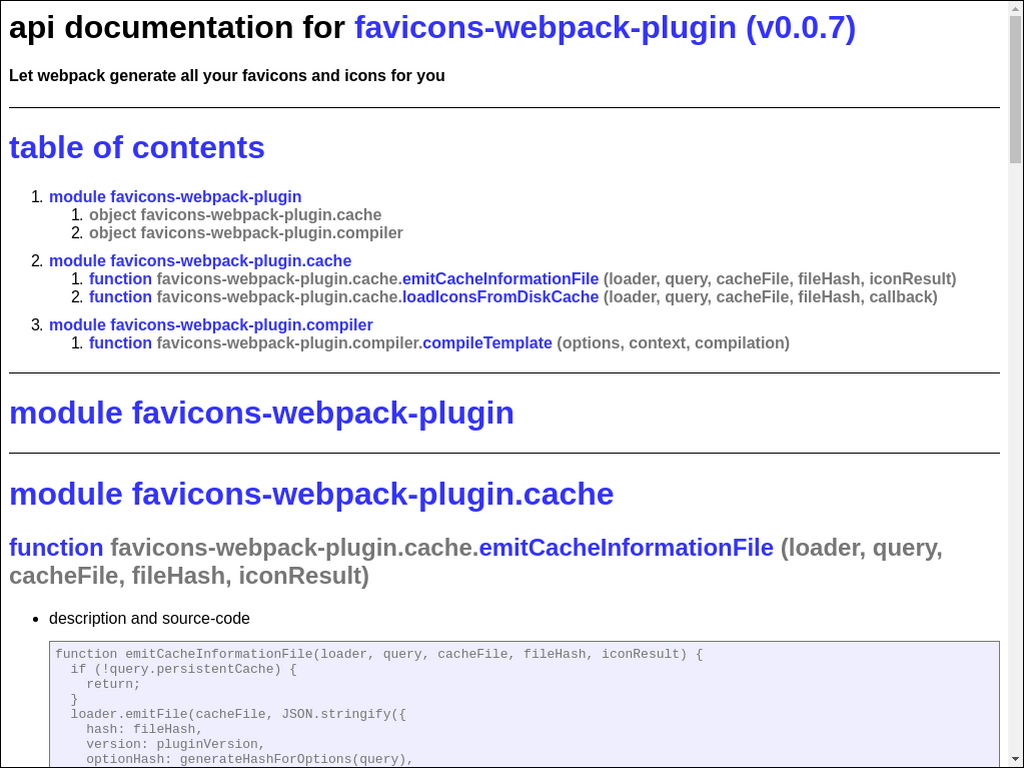 api documentation for favicons-webpack-plugin (v0.0.7)
Let webpack generate all your favicons and icons for you
table of contents
1. module favicons-webpack-plugin
1. object favicons-webpack-plugin.cache
2. object favicons-webpack-plugin.compiler
2. module favicons-webpack-plugin.cache
1. function favicons-webpack-plugin.cache.emitCacheInformationFile (loader, query, cacheFile, fileHash, iconResult)
2. function favicons-webpack-plugin.cache.loadIconsFromDiskCache (loader, query, cacheFile, fileHash, callback)
3. module favicons-webpack-plugin.compiler
1. function favicons-webpack-plugin.compiler.compileTemplate (options, context, compilation)
module favicons-webpack-plugin
module favicons-webpack-plugin.cache
function favicons-webpack-plugin.cache.emitCacheInformationFile (loader, query,
cacheFile, fileHash, iconResult)
• description and source-code
function emitCacheInformationFile(loader, query, cacheFile, fileHash, iconResult) {
  if (!query.persistentCache) {
    return;
  }
  loader.emitFile(cacheFile, JSON.stringify({
    hash: fileHash,
    version: pluginVersion,
    optionHash: generateHashForOptions(query),